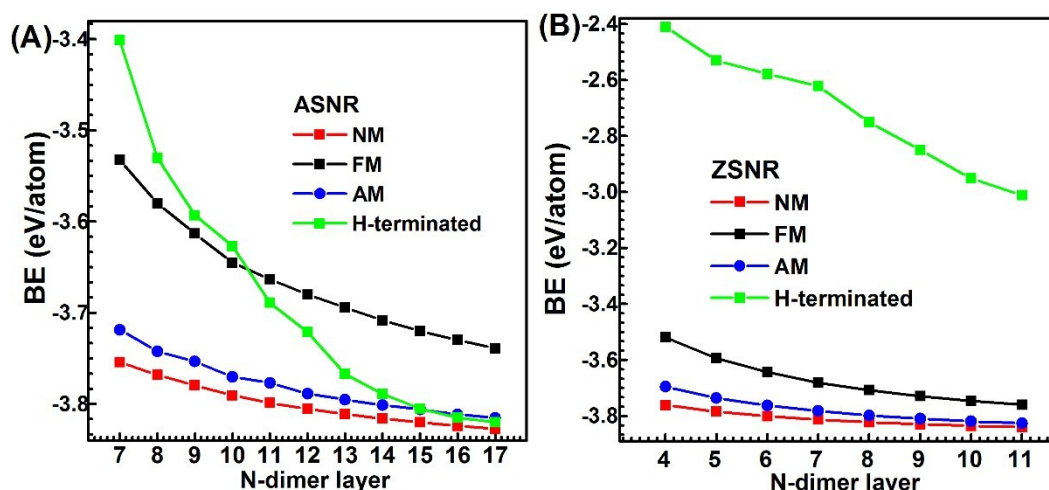 (A)
BE (eV/atom)
-3.4
-3.5
-3.6
-3.7
-3.8
ASNR
NM
FM
AM
H-terminated
7 8 9 10 11 12 13 14 15 16 17
N-dimer layer
(B)
BE (eV/atom)
-2.4
-2.6
-2.8
-3.0
-3.2
-3.4
-3.6
-3.8
ZSNR
NM
FM
AM
H-terminated
4 5 6 7 8 9 10 11
N-dimer layer